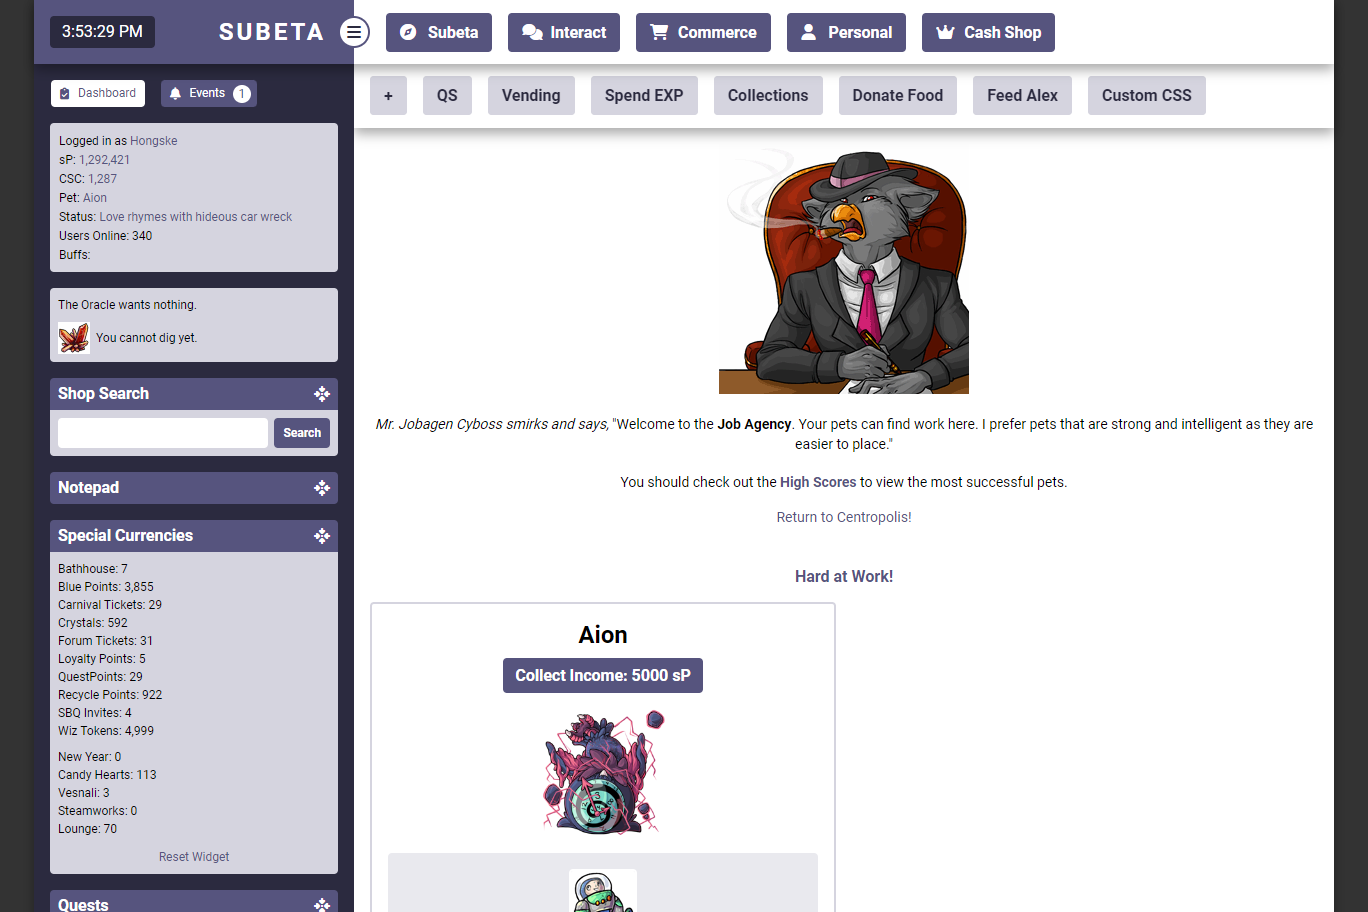 3:53:29 PM
SUBETA
Subeta
Interact
Commerce
Personal
Cash Shop
Dashboard
Events 1
+
QS
Vending
Spend EXP
Collections
Donate Food
Feed Alex
Custom CSS
Logged in as Hongske
sP: 1,292,421
CSC: 1,287
Pet: Aion
Status: Love rhymes with hideous car wreck
Users Online: 340
Buffs:
The Oracle wants nothing.
You cannot dig yet.
Shop Search
Search
Notepad
Special Currencies
Bathhouse: 7
Blue Points: 3,855
Carnival Tickets: 29
Crystals: 592
Forum Tickets: 31
Loyalty Points: 5
QuestPoints: 29
Recycle Points: 922
SBQ Invites: 4
Wiz Tokens: 4,999
New Year: 0
Candy Hearts: 113
Vesnali: 3
Steamworks: 0
Lounge: 70
Reset Widget
Quests
Mr. Jobagen Cyboss smirks and says, "Welcome to the Job Agency. Your pets can find work here. I prefer pets that are strong and intelligent as they are
easier to place."
You should check out the High Scores to view the most successful pets.
Return to Centropolis!
Hard at Work!
Aion
Collect Income: 5000 sP